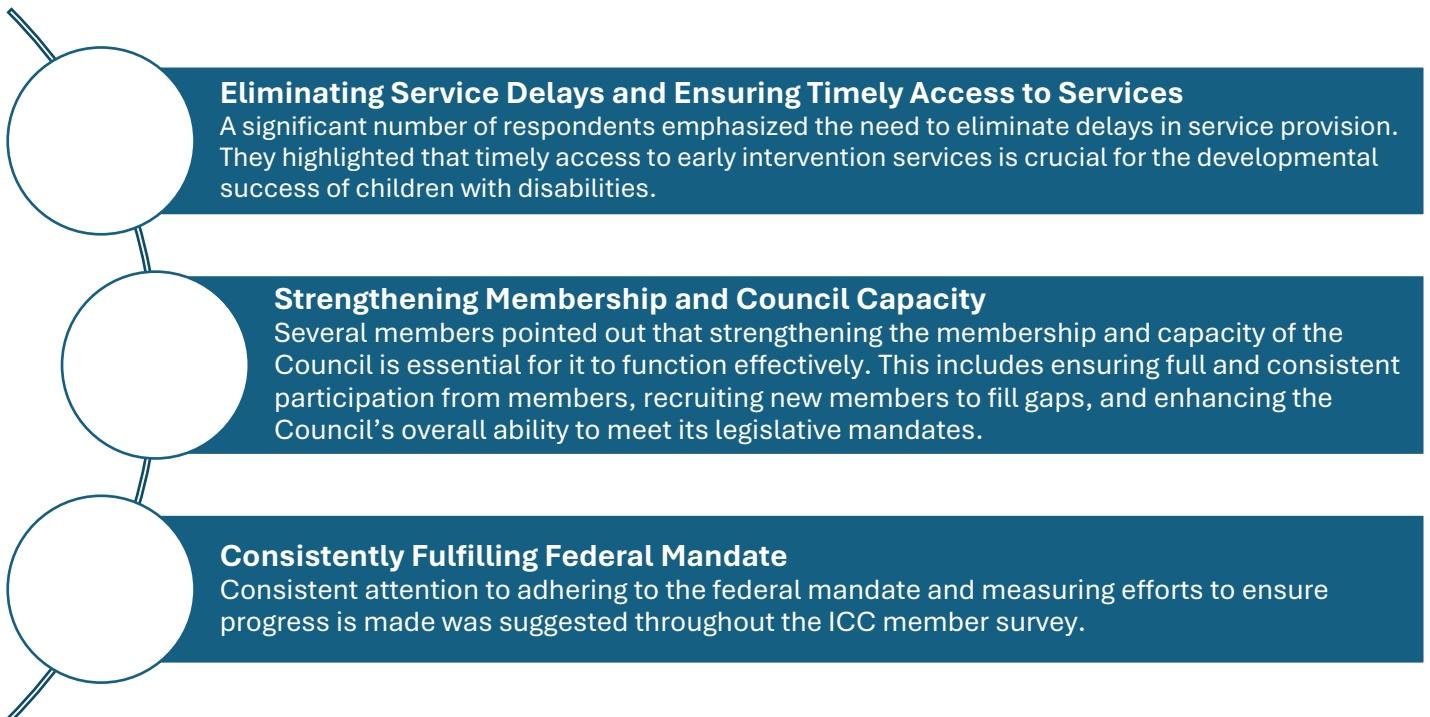 Eliminating Service Delays and Ensuring Timely Access to Services
A significant number of respondents emphasized the need to eliminate delays in service provision.
They highlighted that timely access to early intervention services is crucial for the developmental
success of children with disabilities.
Strengthening Membership and Council Capacity
Several members pointed out that strengthening the membership and capacity of the
Council is essential for it to function effectively. This includes ensuring full and consistent
participation from members, recruiting new members to fill gaps, and enhancing the
Council’s overall ability to meet its legislative mandates.
Consistently Fulfilling Federal Mandate
Consistent attention to adhering to the federal mandate and measuring efforts to ensure
progress is made was suggested throughout the ICC member survey.